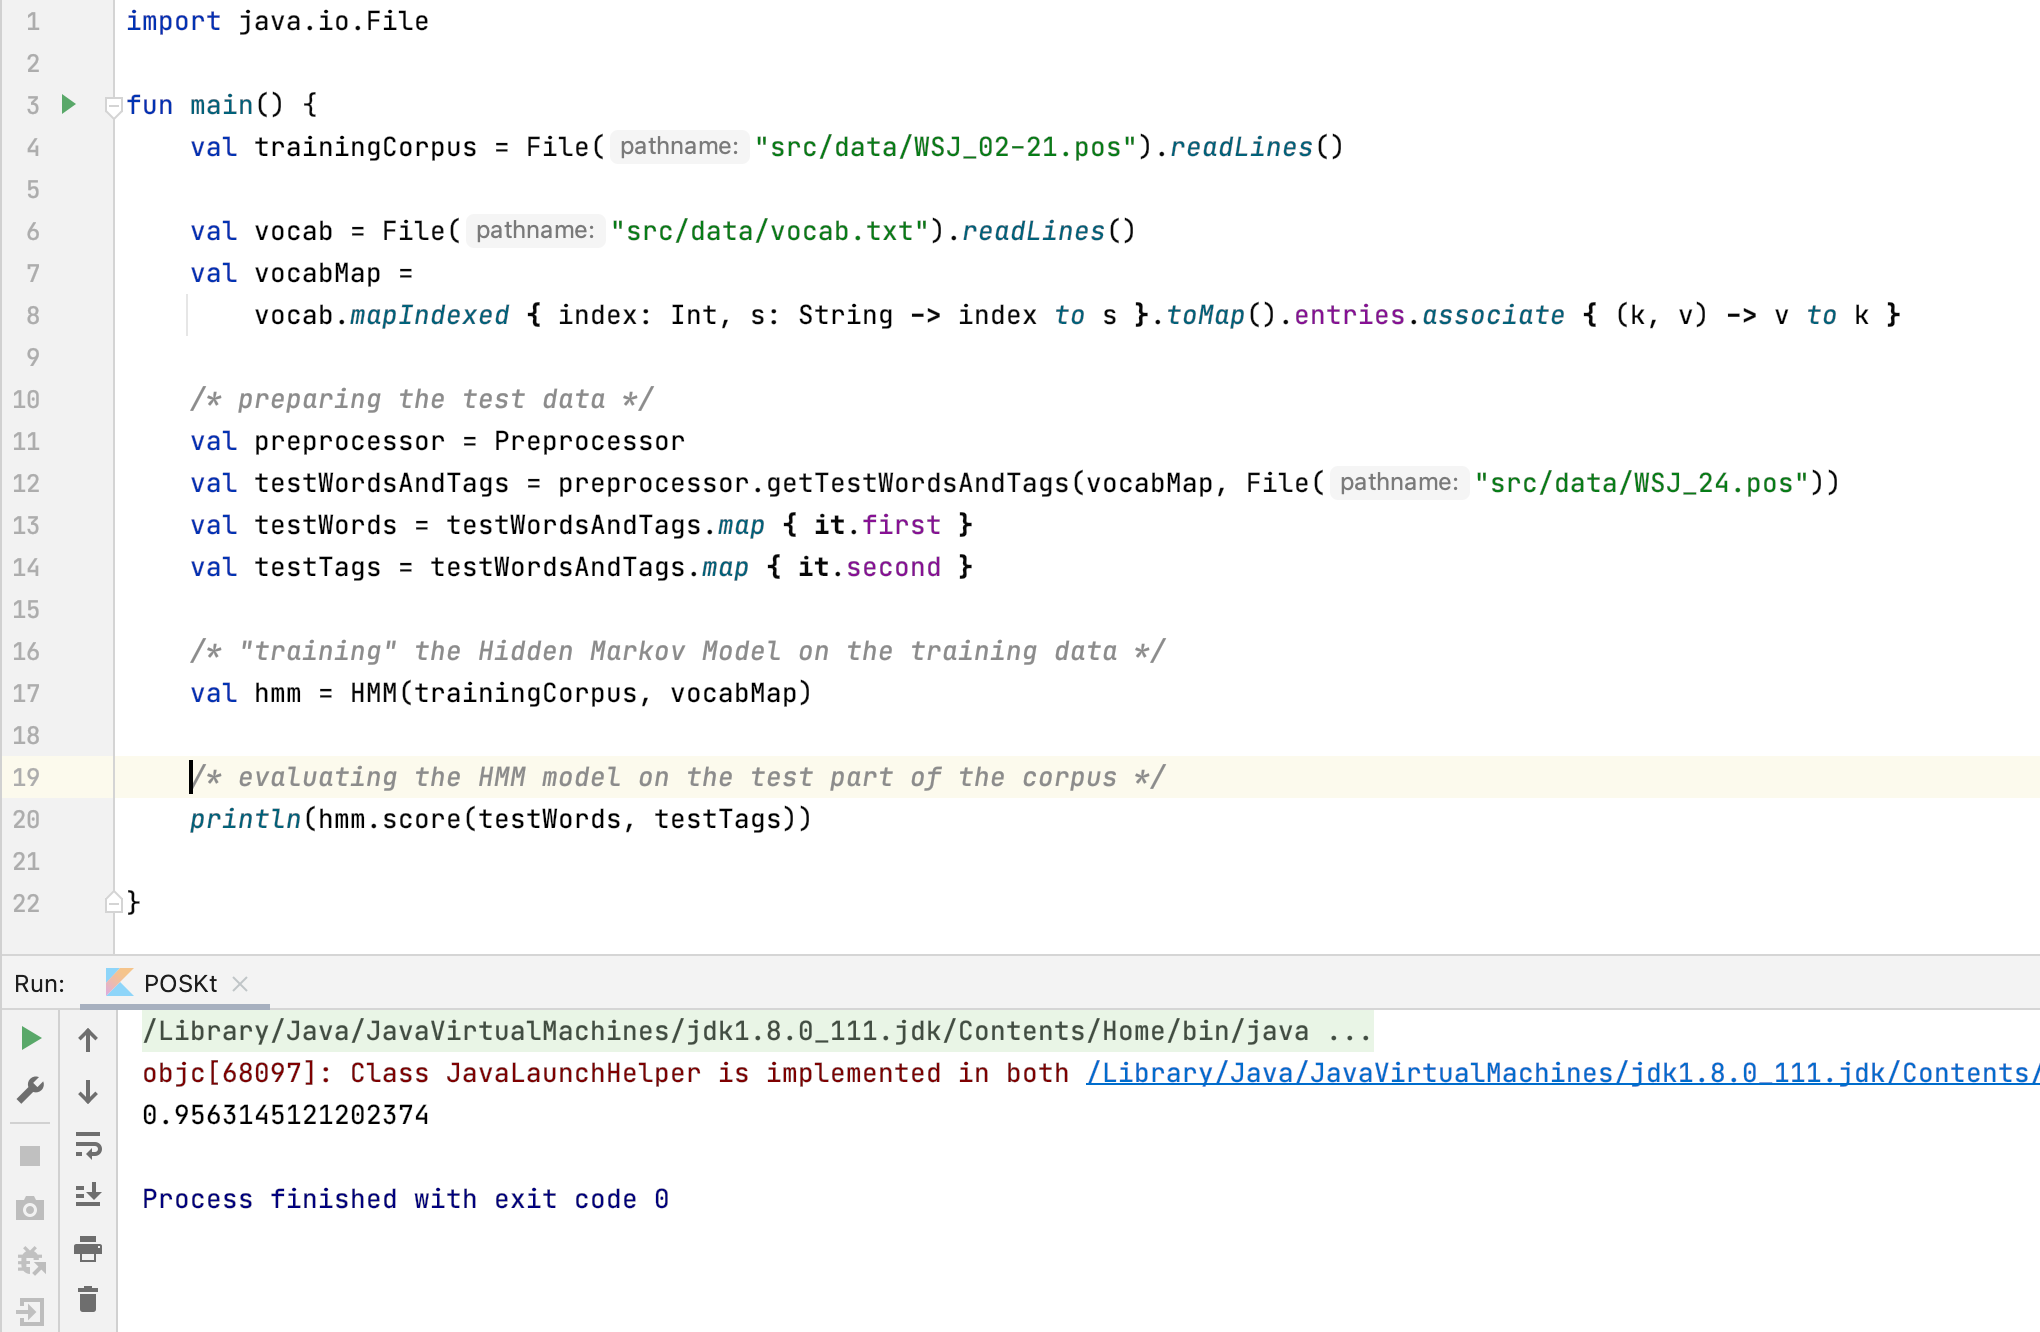 1 import java.io.File
2
3 fun main() {
4 val trainingCorpus = File( pathname: "src/data/WSJ_02-21.pos").readLines()
5
6 val vocab = File( pathname: "src/data/vocab.txt").readLines()
7 val vocabMap =
8 vocab.mapIndexed { index: Int, s: String -> index to s }.toMap().entries.associate { (k, v) -> v to k }
9
10 /* preparing the test data */
11 val preprocessor = Preprocessor
12 val testWordsAndTags = preprocessor.getTestWordsAndTags(vocabMap, File( pathname: "src/data/WSJ_24.pos"))
13 val testWords = testWordsAndTags.map { it.first }
14 val testTags = testWordsAndTags.map { it.second }
15
16 /* "training" the Hidden Markov Model on the training data */
17 val hmm = HMM(trainingCorpus, vocabMap)
18
19 /* evaluating the HMM model on the test part of the corpus */
20 println(hmm.score(testWords, testTags))
21
22 }
Run: POSKt
/Library/Java/JavaVirtualMachines/jdk1.8.0_111.jdk/Contents/Home/bin/java ...
objc[68097]: Class JavaLaunchHelper is implemented in both /Library/Java/JavaVirtualMachines/jdk1.8.0_111.jdk/Contents/
0.9563145121202374
Process finished with exit code 0